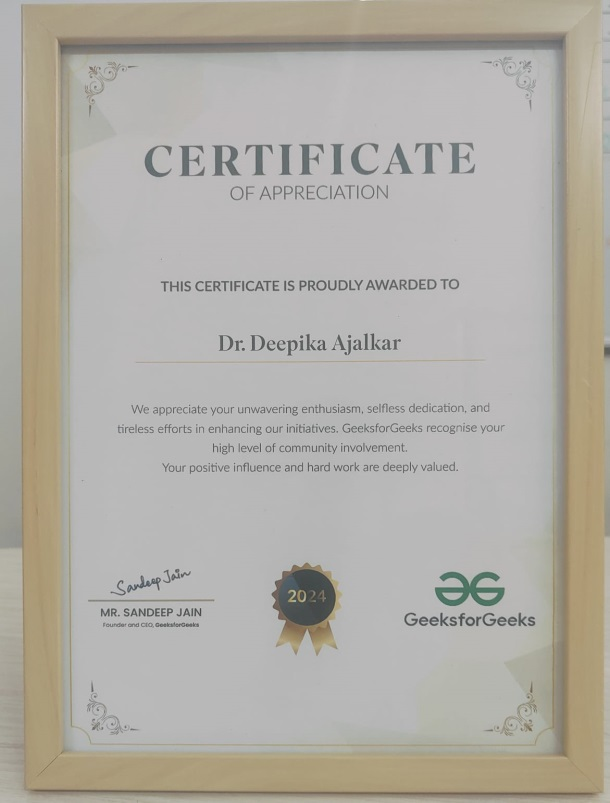 CERTIFICATE
OF APPRECIATION
THIS CERTIFICATE IS PROUDLY AWARDED TO
Dr. Deepika Ajalkar
We appreciate your unwavering enthusiasm, selfless dedication, and
tireless efforts in enhancing our initiatives. GeeksforGeeks recognise your
high level of community involvement.
Your positive influence and hard work are deeply valued.
Sandeep Jain
MR. SANDEEP JAIN
Founder and CEO, GeeksforGeeks
2024
GeeksforGeeks